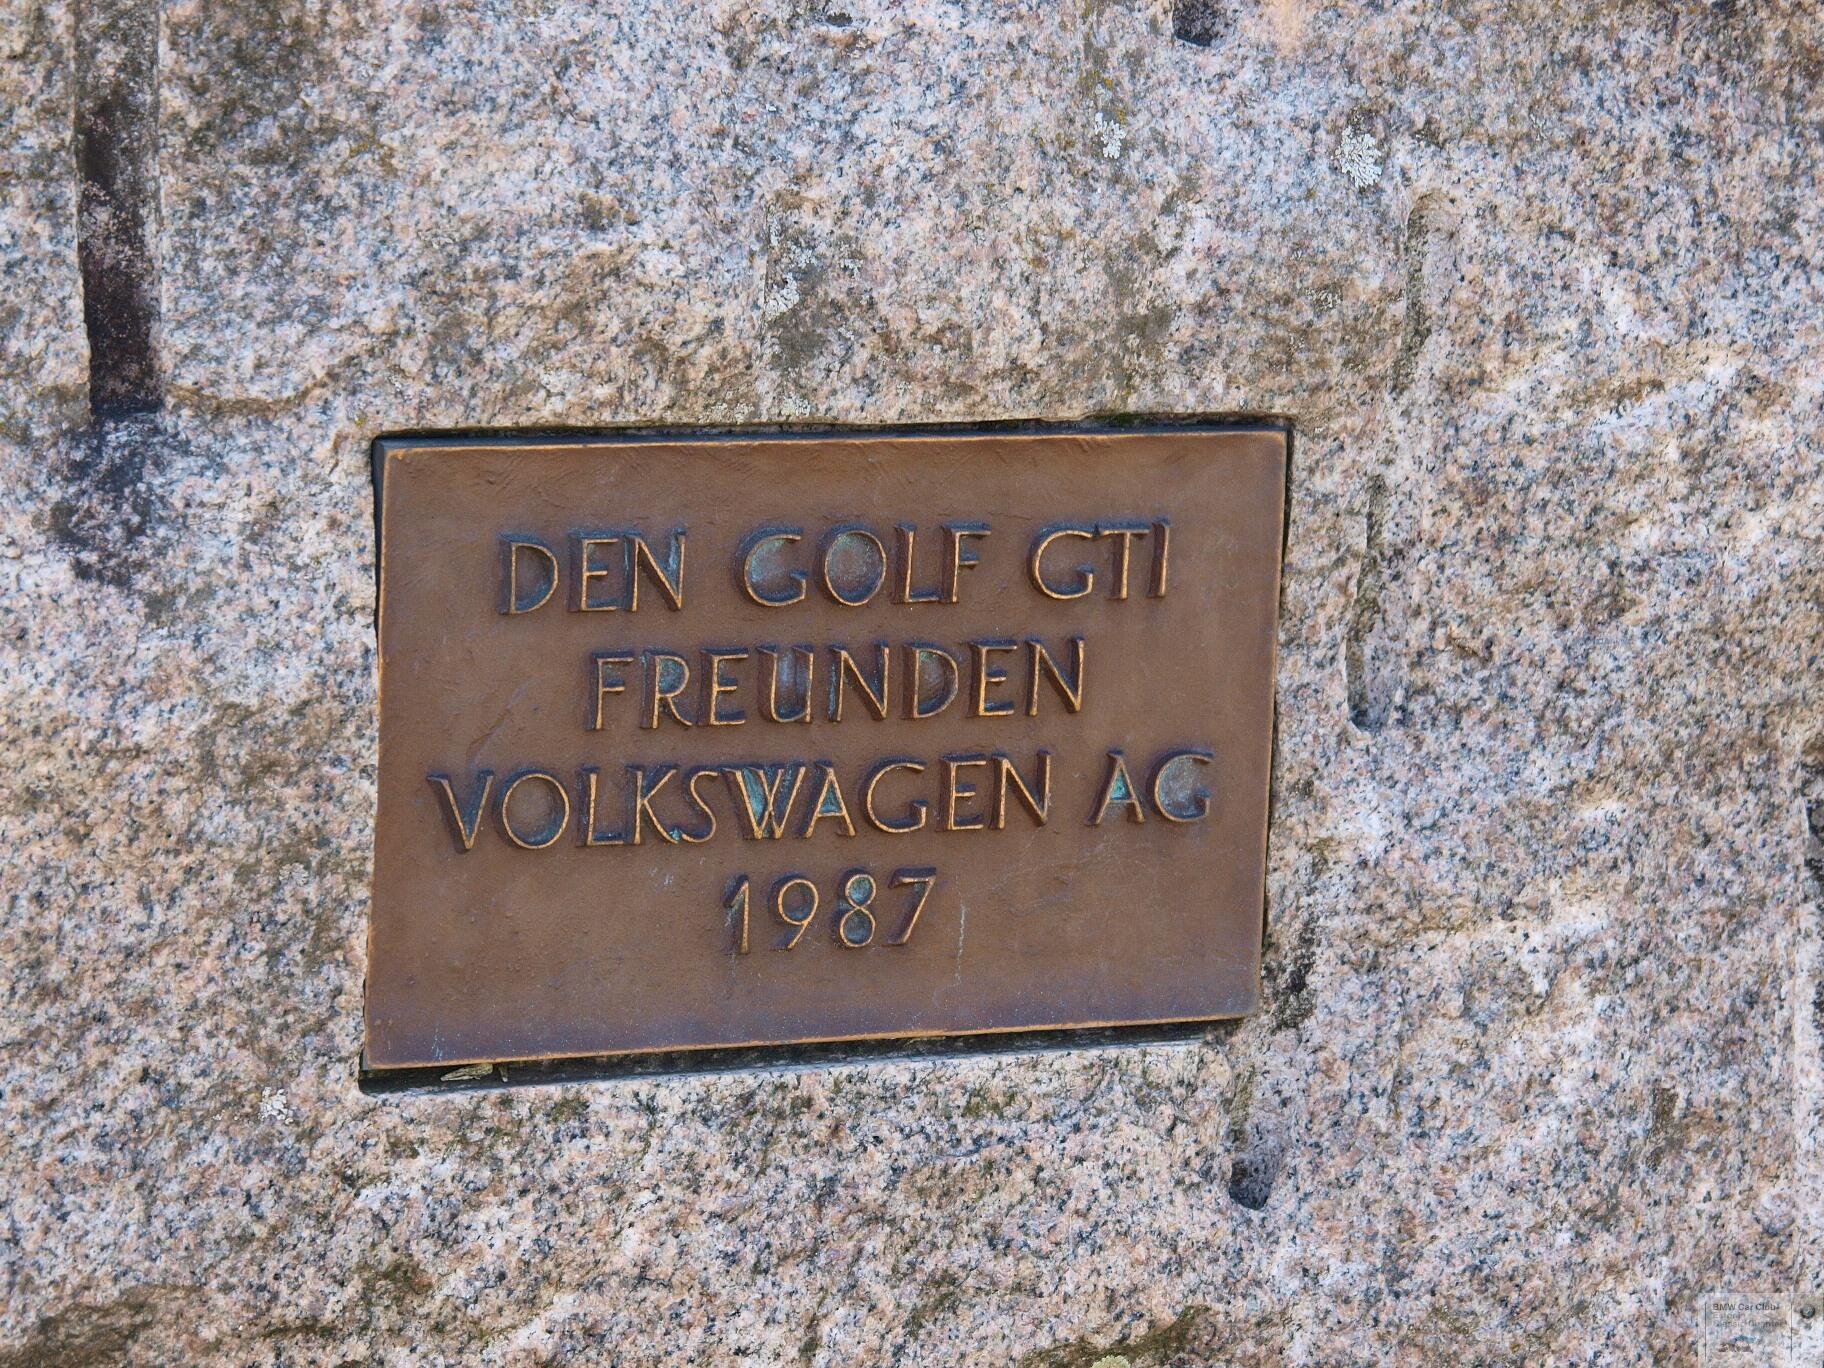 DEN GOLF GTI
FREUNDEN
VOLKSWAGEN AG
1987
BMW Car Club